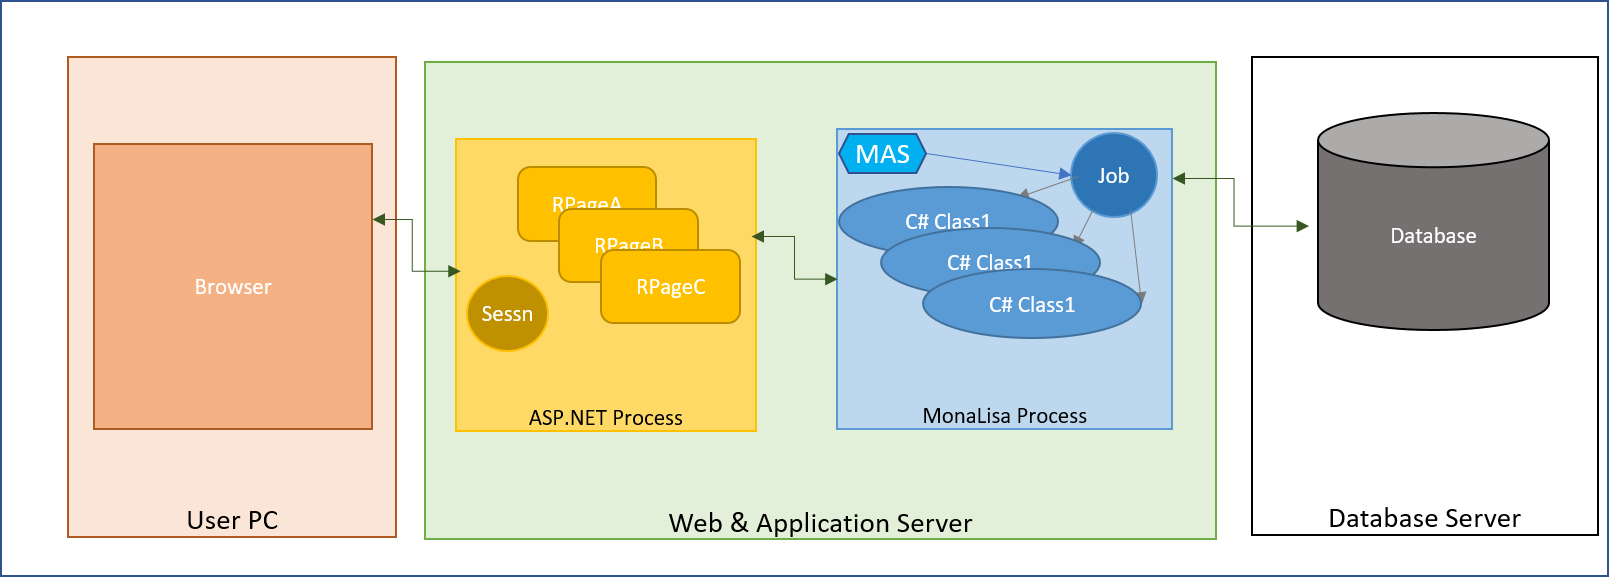 Browser
User PC
RPageA
RPageB
RPageC
Sessn
ASP.NET Process
MAS
Job
C# Class1
C# Class1
C# Class1
MonaLisa Process
Web & Application Server
Database
Database Server